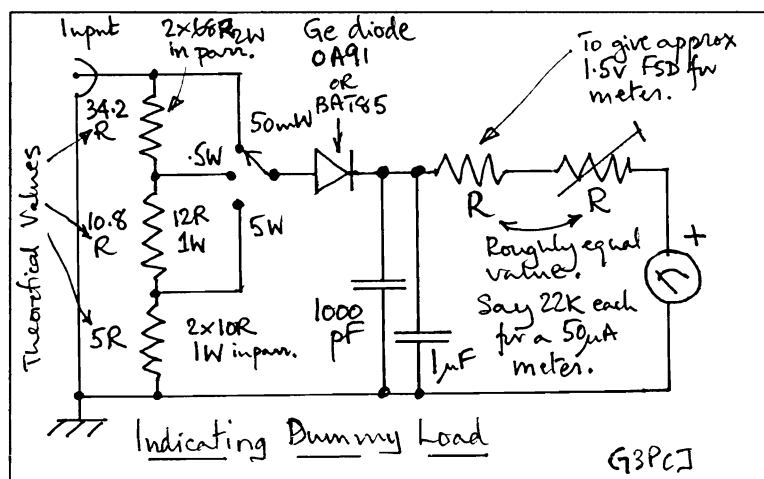 Input
2x68R 2W
in parr.
Ge diode
OA91
OR
BAT85
To give approx
1.5V FSD for
meter.
34.2
R
50mW
.5W
Theoretical Values
10.8
R
12R
1W
5W
R
R
Roughly equal
value.
Say 22K each
for a 50µA
meter.
+
5R
2x10R
1W in parr.
1000
pF
1µF
Indicating Dummy Load
G3PCJ